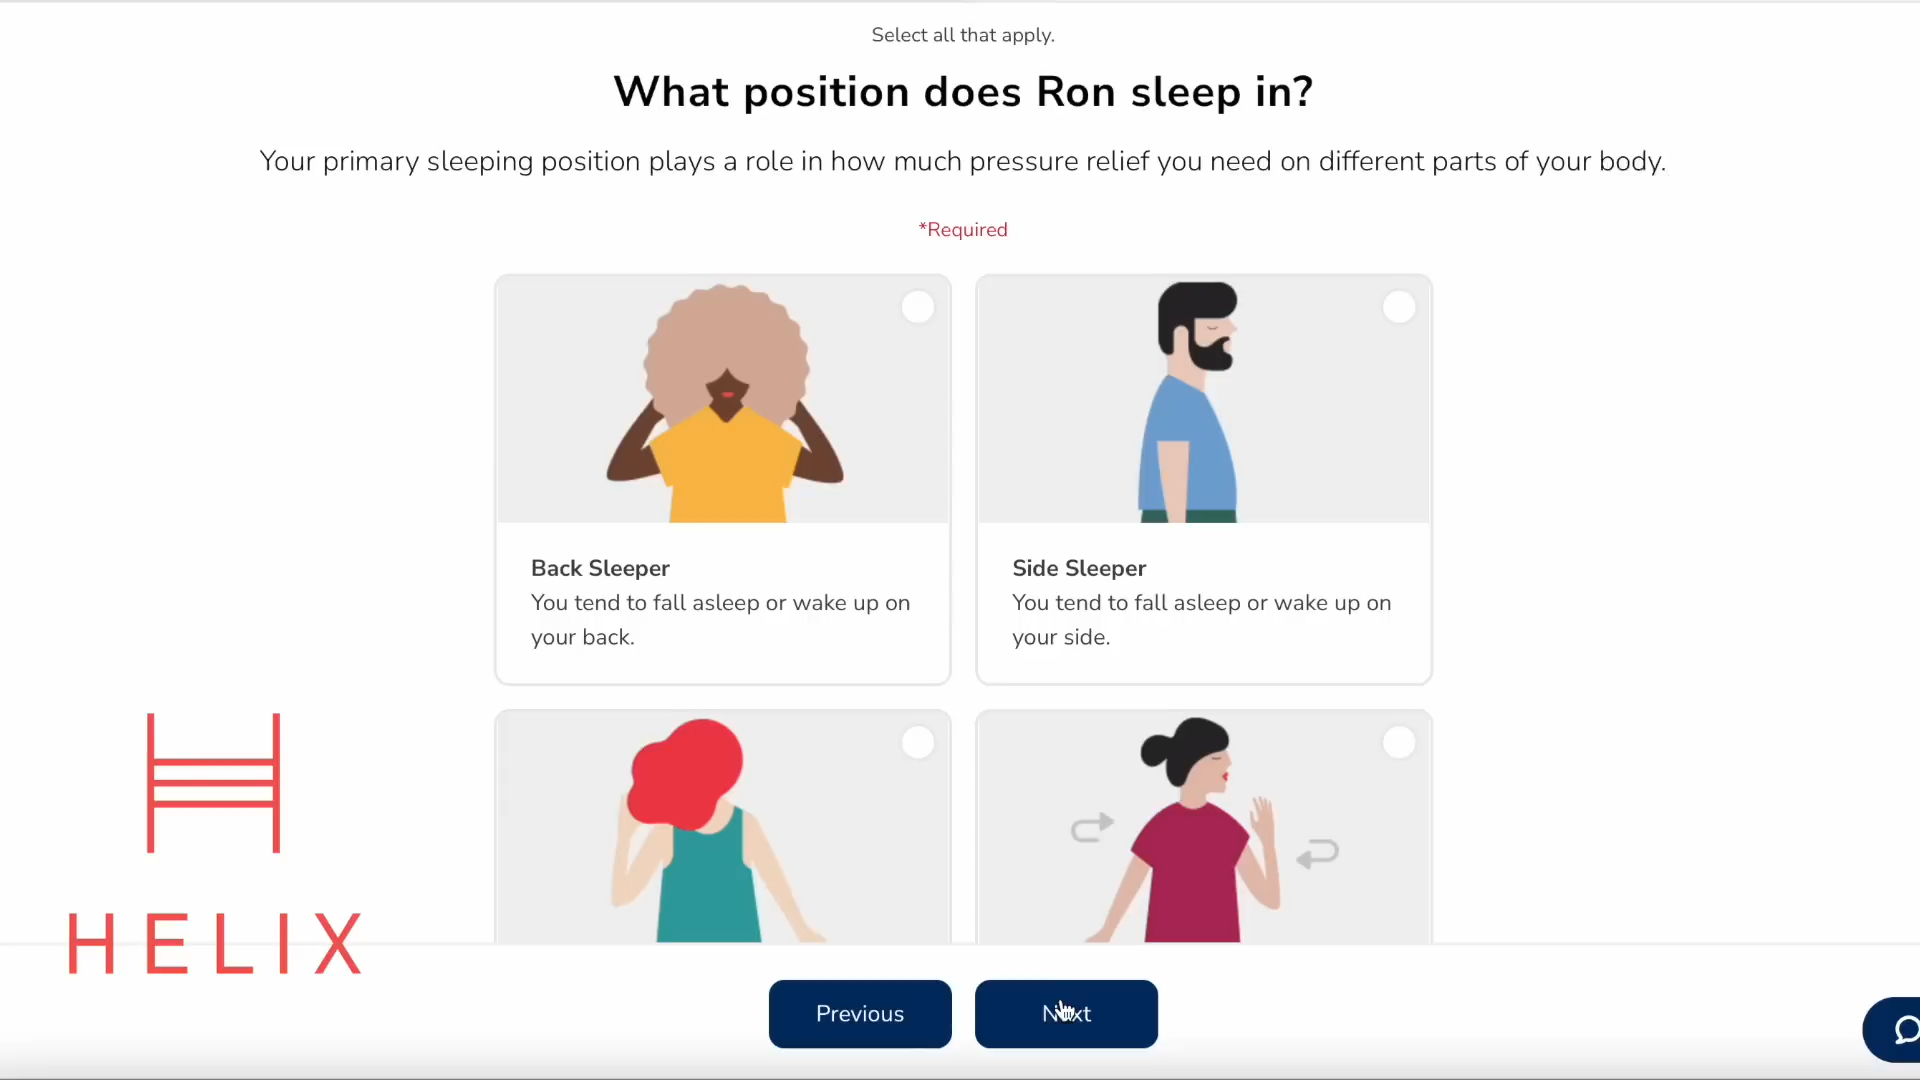 Select all that apply.
What position does Ron sleep in?
Your primary sleeping position plays a role in how much pressure relief you need on different parts of your body.
*Required
Back Sleeper
You tend to fall asleep or wake up on
your back.
Side Sleeper
You tend to fall asleep or wake up on
your side.
HELIX
Previous
Next